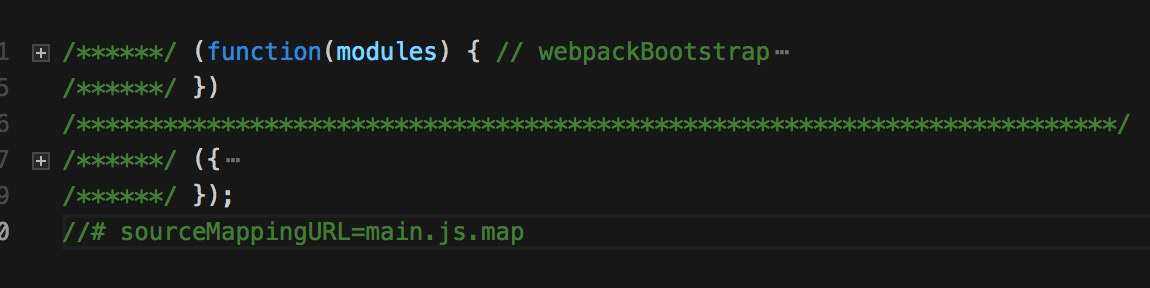 1 /******/ (function(modules) { // webpackBootstrap…
5 /******/ })
6 /************************************************************************/
7 /******/ ({…
9 /******/ });
0 //# sourceMappingURL=main.js.map